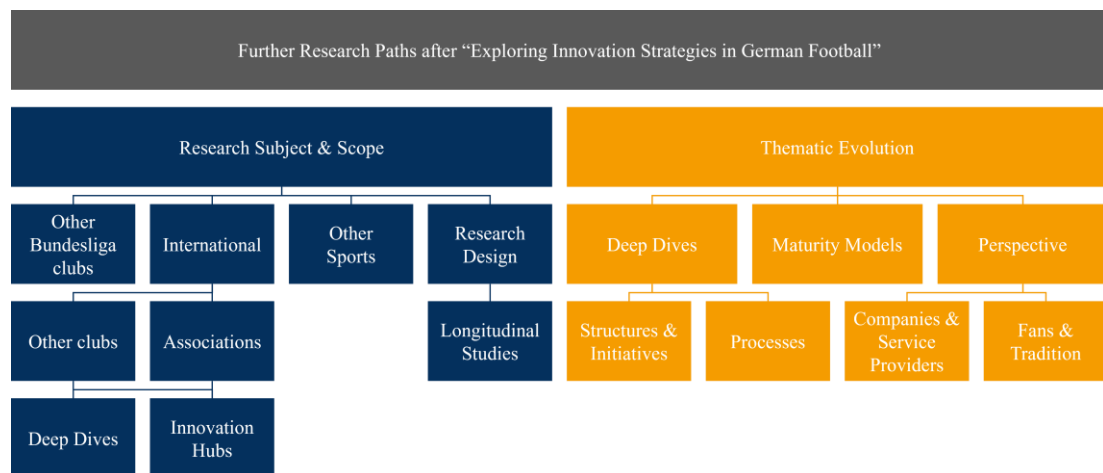 Further Research Paths after “Exploring Innovation Strategies in German Football”
Research Subject & Scope
Thematic Evolution
Other
Bundesliga
clubs
International
Other
Sports
Research
Design
Deep Dives
Maturity Models
Perspective
Other clubs
Associations
Longitudinal
Studies
Structures &
Initiatives
Processes
Companies &
Service
Providers
Fans &
Tradition
Deep Dives
Innovation
Hubs